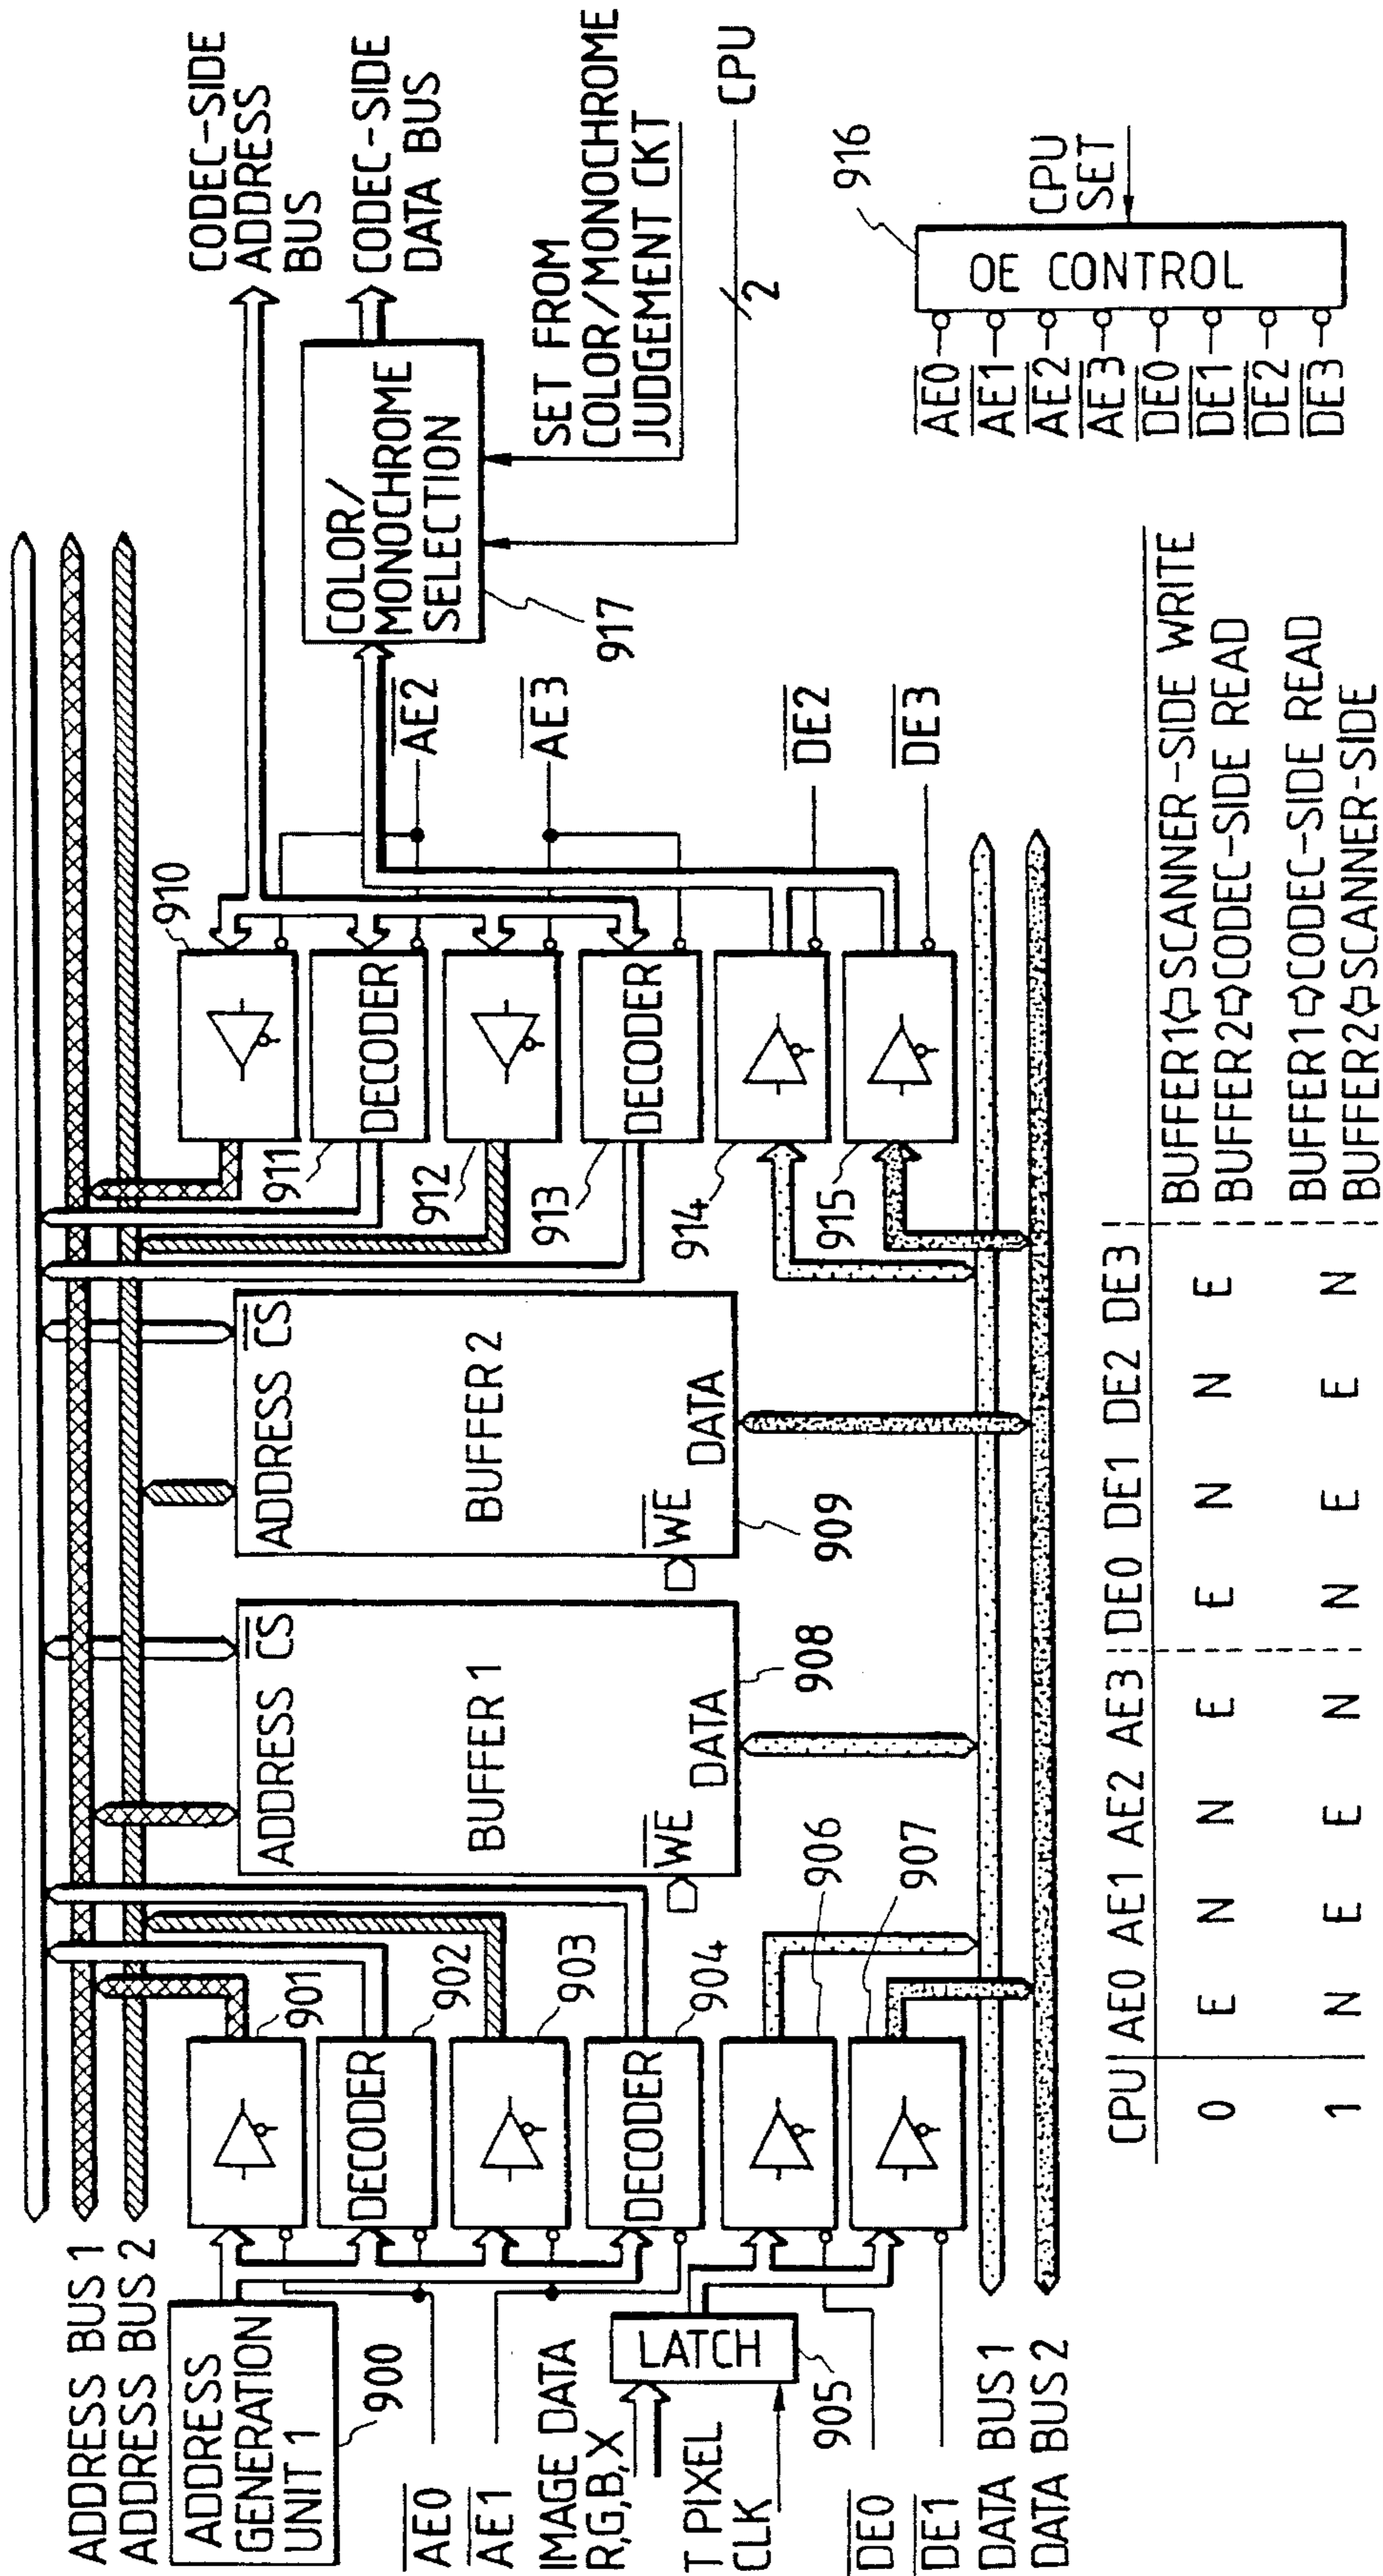 ADDRESS BUS 1
ADDRESS BUS 2
ADDRESS
GENERATION
UNIT 1
900
AE0
AE1
IMAGE DATA
R,G,B,X
T PIXEL
CLK
LATCH
905
DE0
DE1
DATA BUS 1
DATA BUS 2
901
DECODER
902
903
DECODER
904
906
907
ADDRESS CS
BUFFER 1
WE
DATA
908
ADDRESS CS
BUFFER 2
WE
DATA
909
910
DECODER
911
912
DECODER
913
914
915
AE2
AE3
DE2
DE3
CODEC-SIDE
ADDRESS
BUS
CODEC-SIDE
DATA BUS
COLOR/
MONOCHROME
SELECTION
917
SET FROM
COLOR/MONOCHROME
JUDGEMENT CKT
2
CPU
916
OE CONTROL
CPU
SET
AE0
AE1
AE2
AE3
DE0
DE1
DE2
DE3
CPU AE0 AE1 AE2 AE3 DE0 DE1 DE2 DE3
0 E N N E E N N E BUFFER1⇦SCANNER-SIDE WRITE
BUFFER2⇨CODEC-SIDE READ
1 N E E N N E E N BUFFER1⇨CODEC-SIDE READ
BUFFER2⇦SCANNER-SIDE